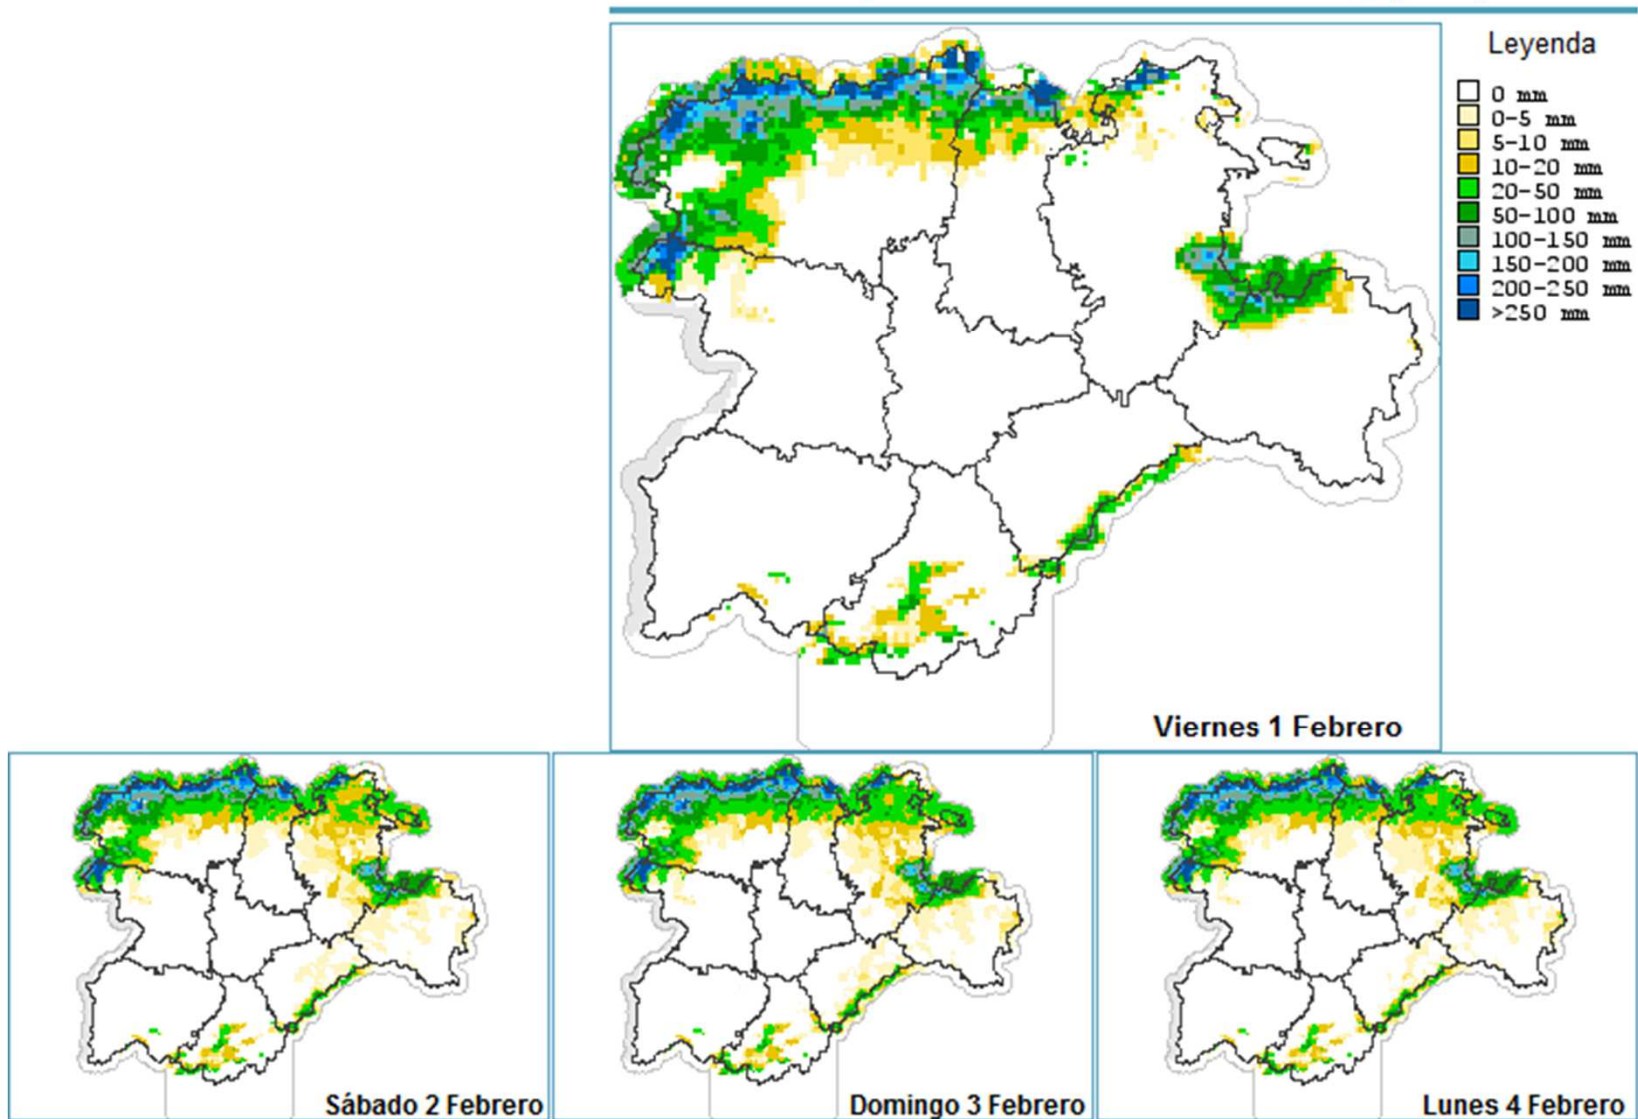 Leyenda
0 mm
0-5 mm
5-10 mm
10-20 mm
20-50 mm
50-100 mm
100-150 mm
150-200 mm
200-250 mm
>250 mm
Viernes 1 Febrero
Sábado 2 Febrero
Domingo 3 Febrero
Lunes 4 Febrero